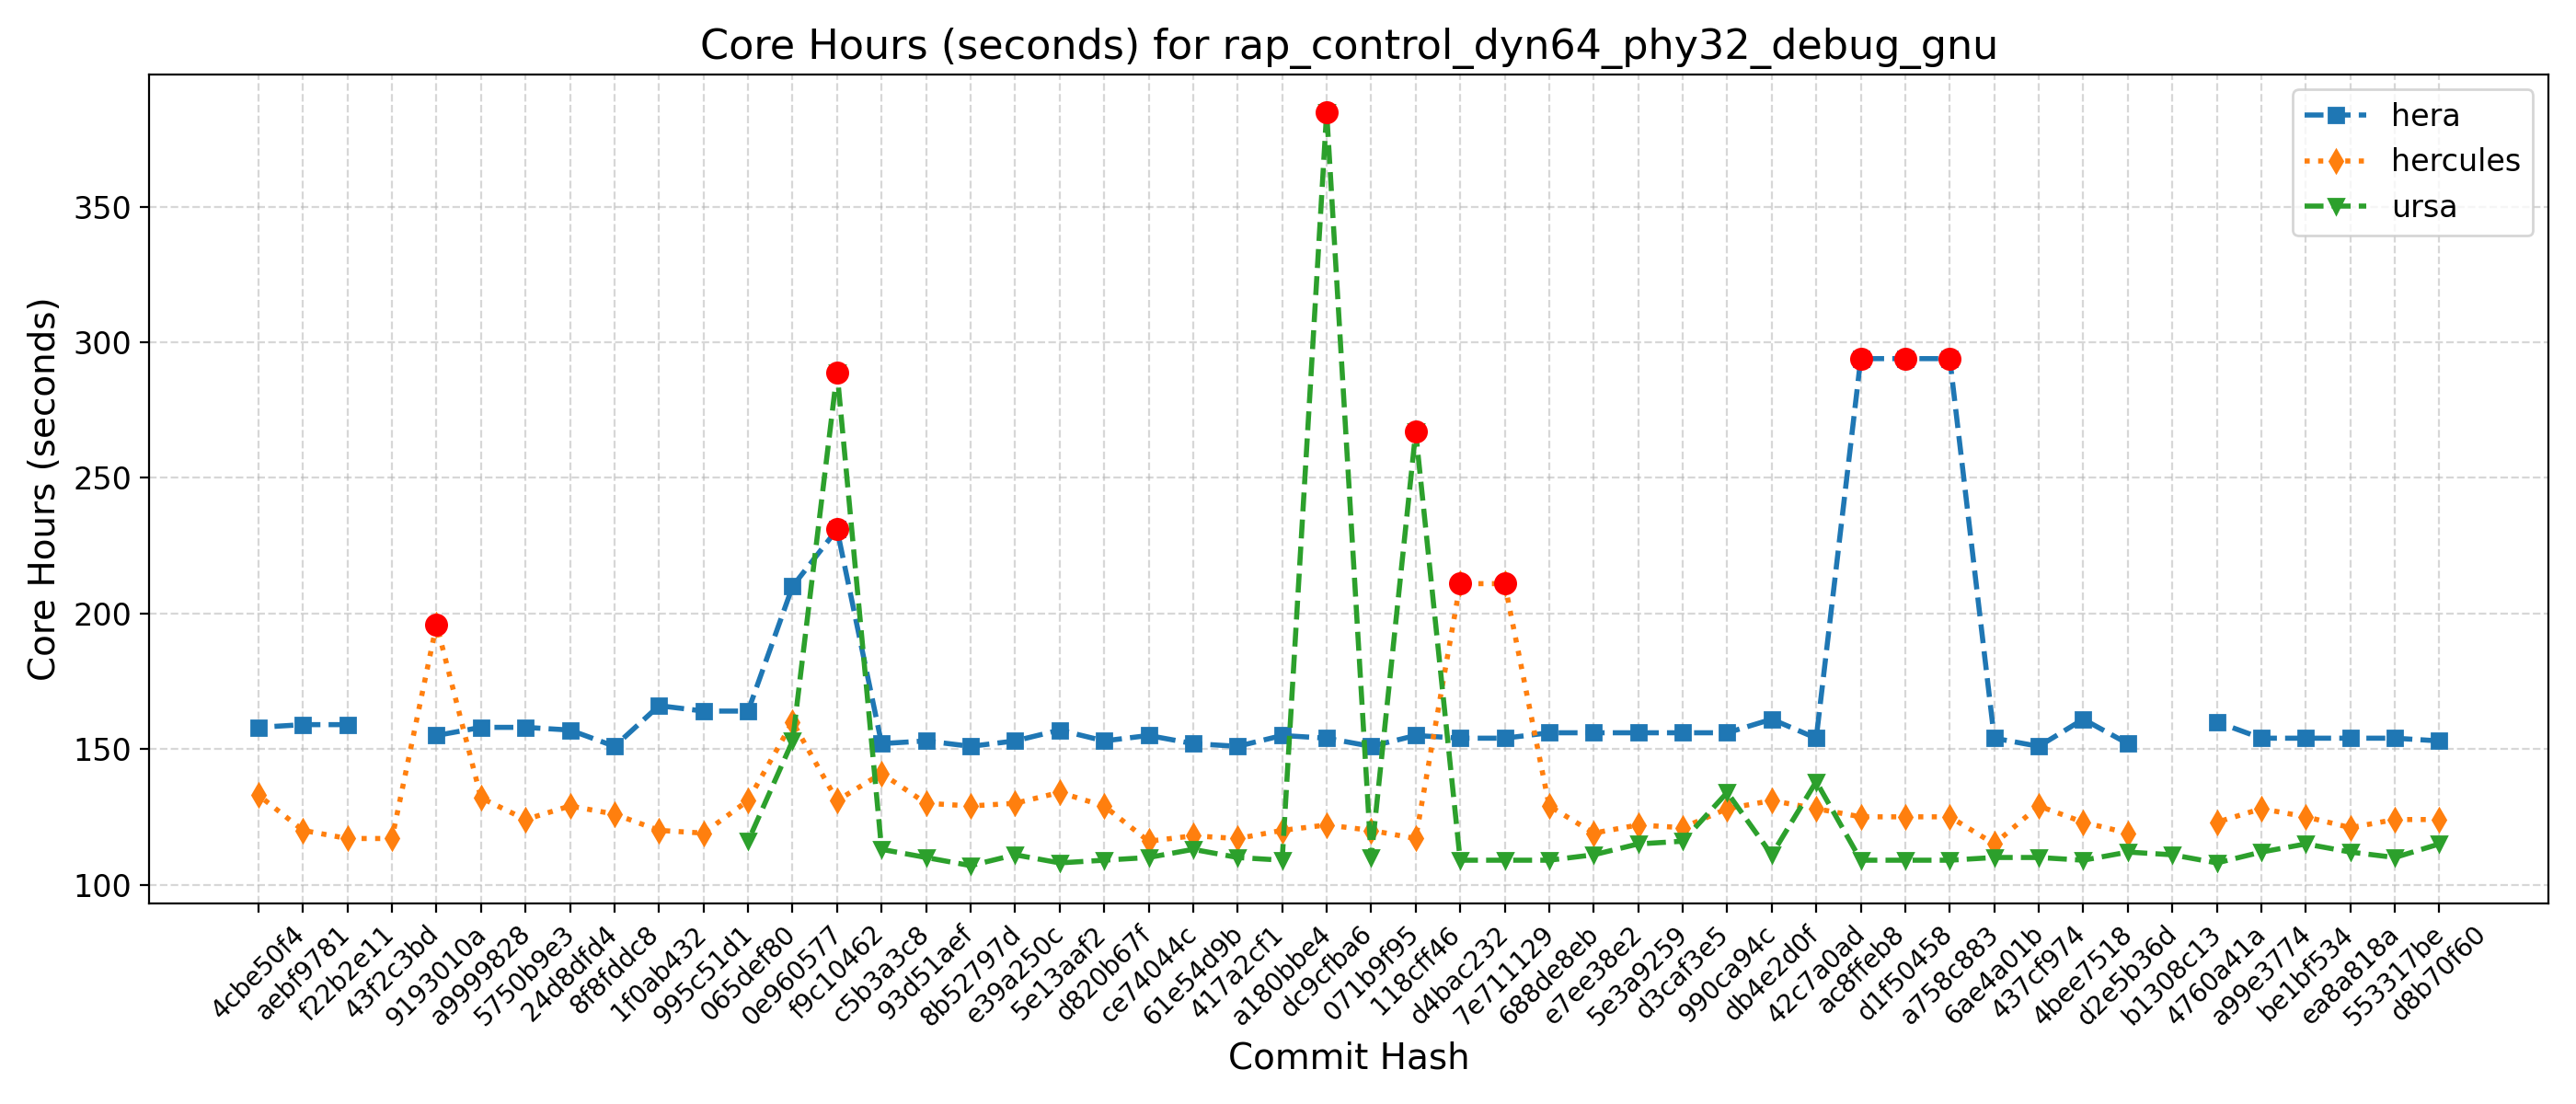 Core Hours (seconds) for rap_control_dyn64_phy32_debug_gnu
hera
hercules
ursa
Core Hours (seconds)
350
300
250
200
150
100
4cbe50f4
aebf9781
f22b2e11
43f2c3bd
9193010a
a9999828
5750b9e3
24d8dfd4
8f8fddc8
1f0ab432
995c51d1
065def80
0e960577
f9c10462
c5b3a3c8
93d51aef
8b52797d
e39a250c
5e13aaf2
d820b67f
ce74044c
61e54d9b
417a2cf1
a180bbe4
dc9cfba6
071b9f95
118cff46
d4bac232
7e711129
688de8eb
e7ee38e2
5e3a9259
d3caf3e5
990ca94c
db4e2d0f
42c7a0ad
ac8ffeb8
d1f50458
a758c883
6ae4a01b
437cf974
4bee7518
d2e5b36d
b1308c13
4760a41a
a99e3774
be1bf534
ea8a818a
553317be
d8b70f60
Commit Hash